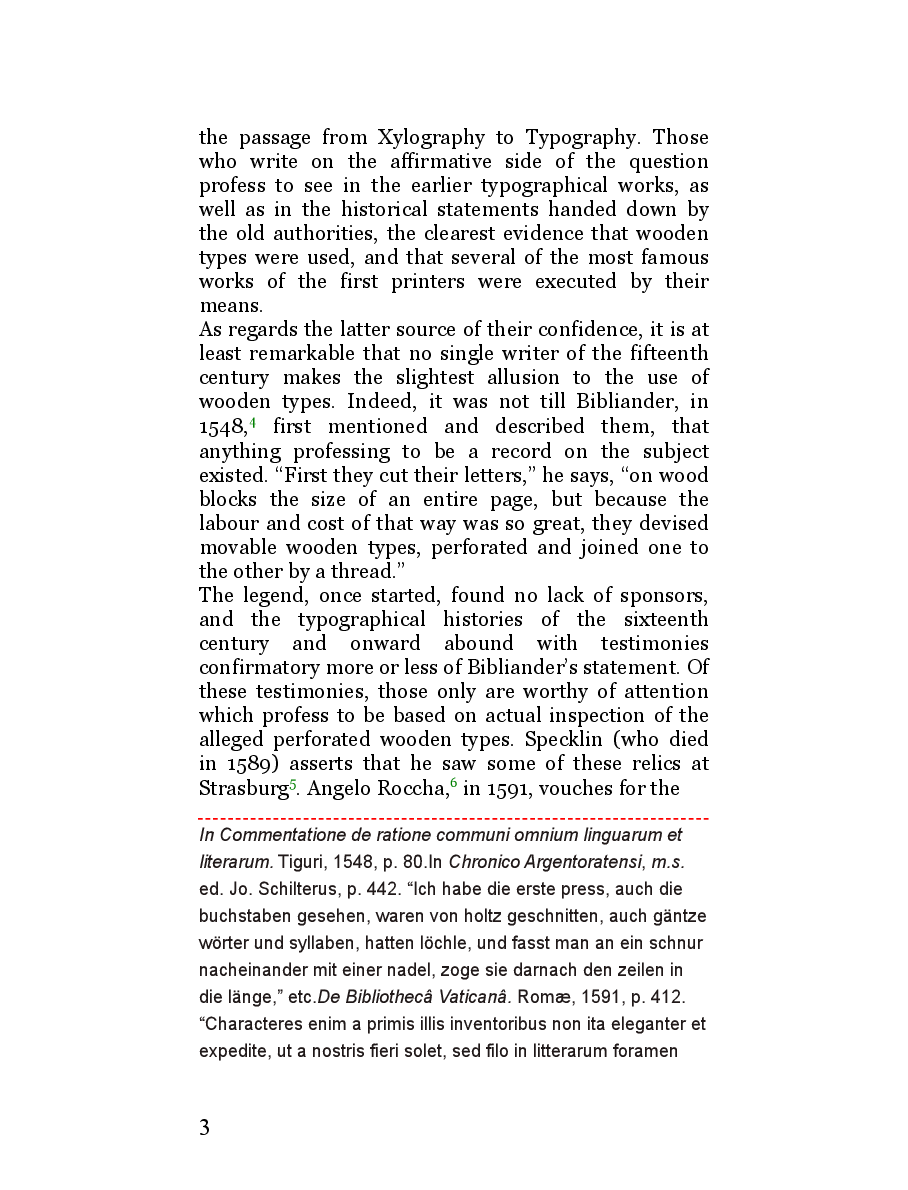 the passage from Xylography to Typography. Those
who write on the affirmative side of the question
profess to see in the earlier typographical works, as
well as in the historical statements handed down by
the old authorities, the clearest evidence that wooden
types were used, and that several of the most famous
works of the first printers were executed by their
means.
As regards the latter source of their confidence, it is at
least remarkable that no single writer of the fifteenth
century makes the slightest allusion to the use of
wooden types. Indeed, it was not till Bibliander, in
1548,4 first mentioned and described them, that
anything professing to be a record on the subject
existed. “First they cut their letters,” he says, “on wood
blocks the size of an entire page, but because the
labour and cost of that way was so great, they devised
movable wooden types, perforated and joined one to
the other by a thread.”
The legend, once started, found no lack of sponsors,
and the typographical histories of the sixteenth
century and onward abound with testimonies
confirmatory more or less of Bibliander’s statement. Of
these testimonies, those only are worthy of attention
which profess to be based on actual inspection of the
alleged perforated wooden types. Specklin (who died
in 1589) asserts that he saw some of these relics at
Strasburg5. Angelo Roccha,6 in 1591, vouches for the
In Commentatione de ratione communi omnium linguarum et
literarum. Tiguri, 1548, p. 80.In Chronico Argentoratensi, m.s.
ed. Jo. Schilterus, p. 442. “Ich habe die erste press, auch die
buchstaben gesehen, waren von holtz geschnitten, auch gäntze
wörter und syllaben, hatten löchle, und fasst man an ein schnur
nacheinander mit einer nadel, zoge sie darnach den zeilen in
die länge,” etc.De Bibliothecâ Vaticanâ. Romæ, 1591, p. 412.
“Characteres enim a primis illis inventoribus non ita eleganter et
expedite, ut a nostris fieri solet, sed filo in litterarum foramen
3